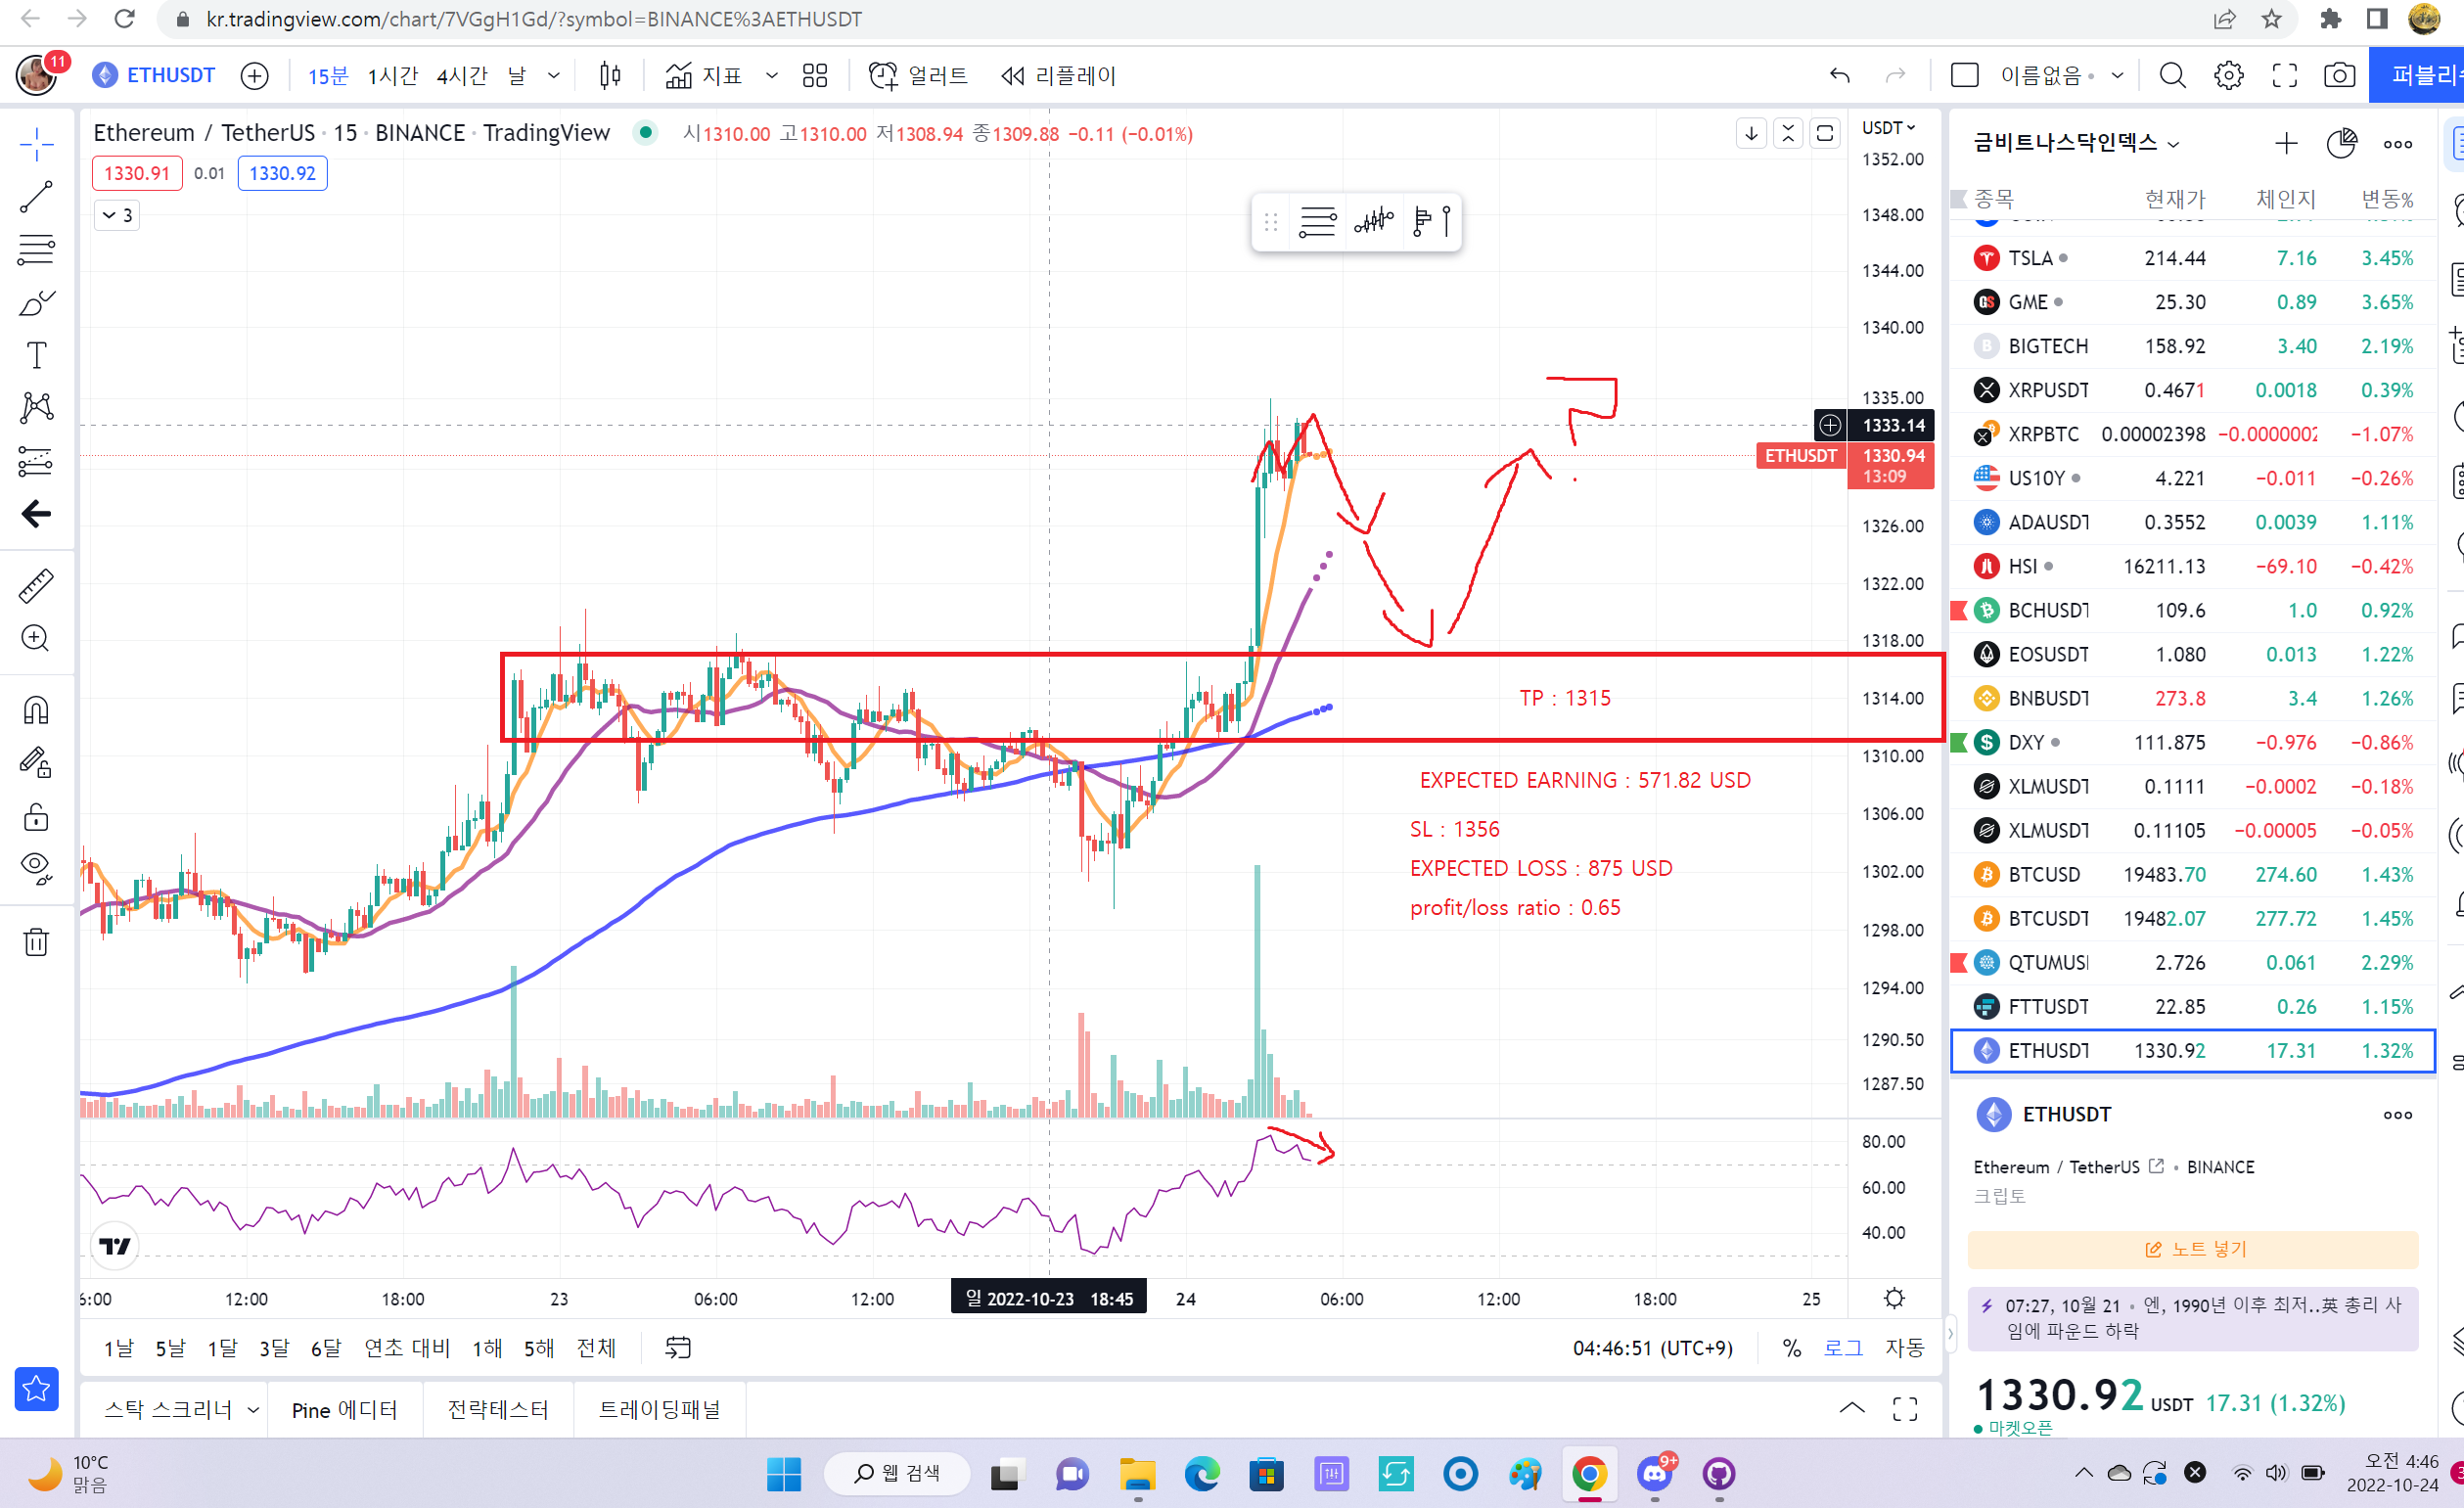 kr.tradingview.com/chart/7VGgH1Gd/?symbol=BINANCE%3AETHUSDT
11
ETHUSDT
15분 1시간 4시간 날
지표
얼러트
리플레이
이름없음
Ethereum / TetherUS · 15 · BINANCE · TradingView
시1310.00 고1310.00 저1308.94 종1309.88 −0.11 (−0.01%)
1330.91 0.01 1330.92
3
USDT
1352.00
1348.00
1344.00
1340.00
1335.00
1333.14
ETHUSDT 1330.94
13:09
1326.00
1322.00
1318.00
1314.00
1310.00
1306.00
1302.00
1298.00
1294.00
1290.50
1287.50
80.00
60.00
40.00
TP : 1315
EXPECTED EARNING : 571.82 USD
SL : 1356
EXPECTED LOSS : 875 USD
profit/loss ratio : 0.65
12:00 18:00 23 06:00 12:00 일 2022-10-23 18:45 24 06:00 12:00 18:00 25
1날 5날 1달 3달 6달 연초 대비 1해 5해 전체
04:46:51 (UTC+9) % 로그 자동
스탁 스크리너 Pine 에디터 전략테스터 트레이딩패널
금비트나스닥인덱스
종목 현재가 체인지 변동%
TSLA 214.44 7.16 3.45%
GME 25.30 0.89 3.65%
BIGTECH 158.92 3.40 2.19%
XRPUSDT 0.4671 0.0018 0.39%
XRPBTC 0.00002398 −0.0000002 −1.07%
US10Y 4.221 −0.011 −0.26%
ADAUSDT 0.3552 0.0039 1.11%
HSI 16211.13 −69.10 −0.42%
BCHUSDT 109.6 1.0 0.92%
EOSUSDT 1.080 0.013 1.22%
BNBUSDT 273.8 3.4 1.26%
DXY 111.875 −0.976 −0.86%
XLMUSDT 0.1111 −0.0002 −0.18%
XLMUSDT 0.11105 −0.00005 −0.05%
BTCUSD 19483.70 274.60 1.43%
BTCUSDT 19482.07 277.72 1.45%
QTUMUS 2.726 0.061 2.29%
FTTUSDT 22.85 0.26 1.15%
ETHUSDT 1330.92 17.31 1.32%
ETHUSDT
Ethereum / TetherUS • BINANCE
크립토
노트 넣기
07:27, 10월 21 • 엔, 1990년 이후 최저..英 총리 사
임에 파운드 하락
1330.92 USDT 17.31 (1.32%)
마켓오픈
10°C
맑음
웹 검색
9+
오전 4:46
2022-10-24